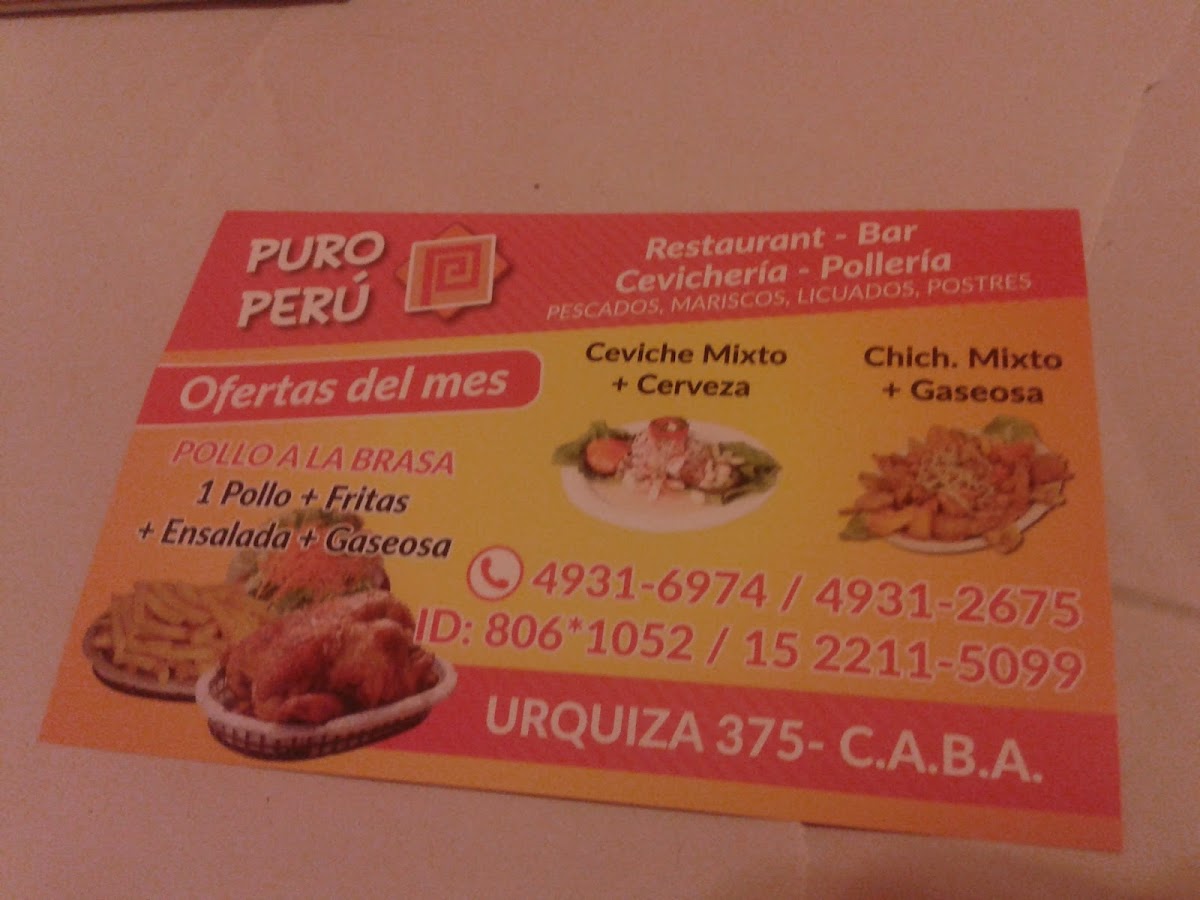 PURO
PERÚ
Restaurant - Bar
Cevichería - Pollería
PESCADOS, MARISCOS, LICUADOS, POSTRES
Ofertas del mes
POLLO A LA BRASA
1 Pollo + Fritas
+ Ensalada + Gaseosa
Ceviche Mixto
+ Cerveza
Chich. Mixto
+ Gaseosa
4931-6974 / 4931-2675
ID: 806*1052 / 15 2211-5099
URQUIZA 375- C.A.B.A.